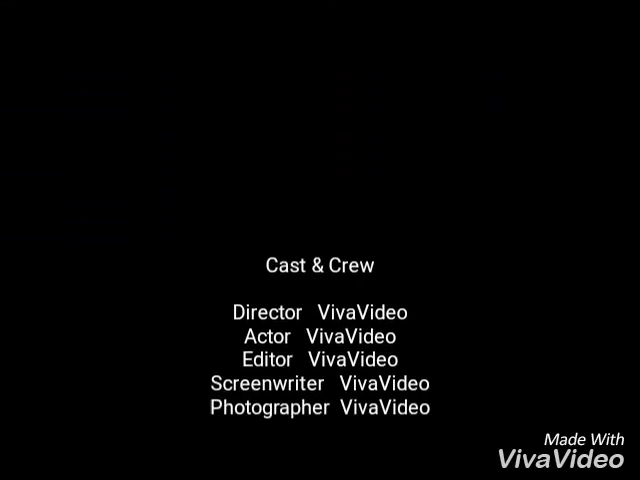 Cast & Crew
Director VivaVideo
Actor VivaVideo
Editor VivaVideo
Screenwriter VivaVideo
Photographer VivaVideo
Made With
VivaVideo